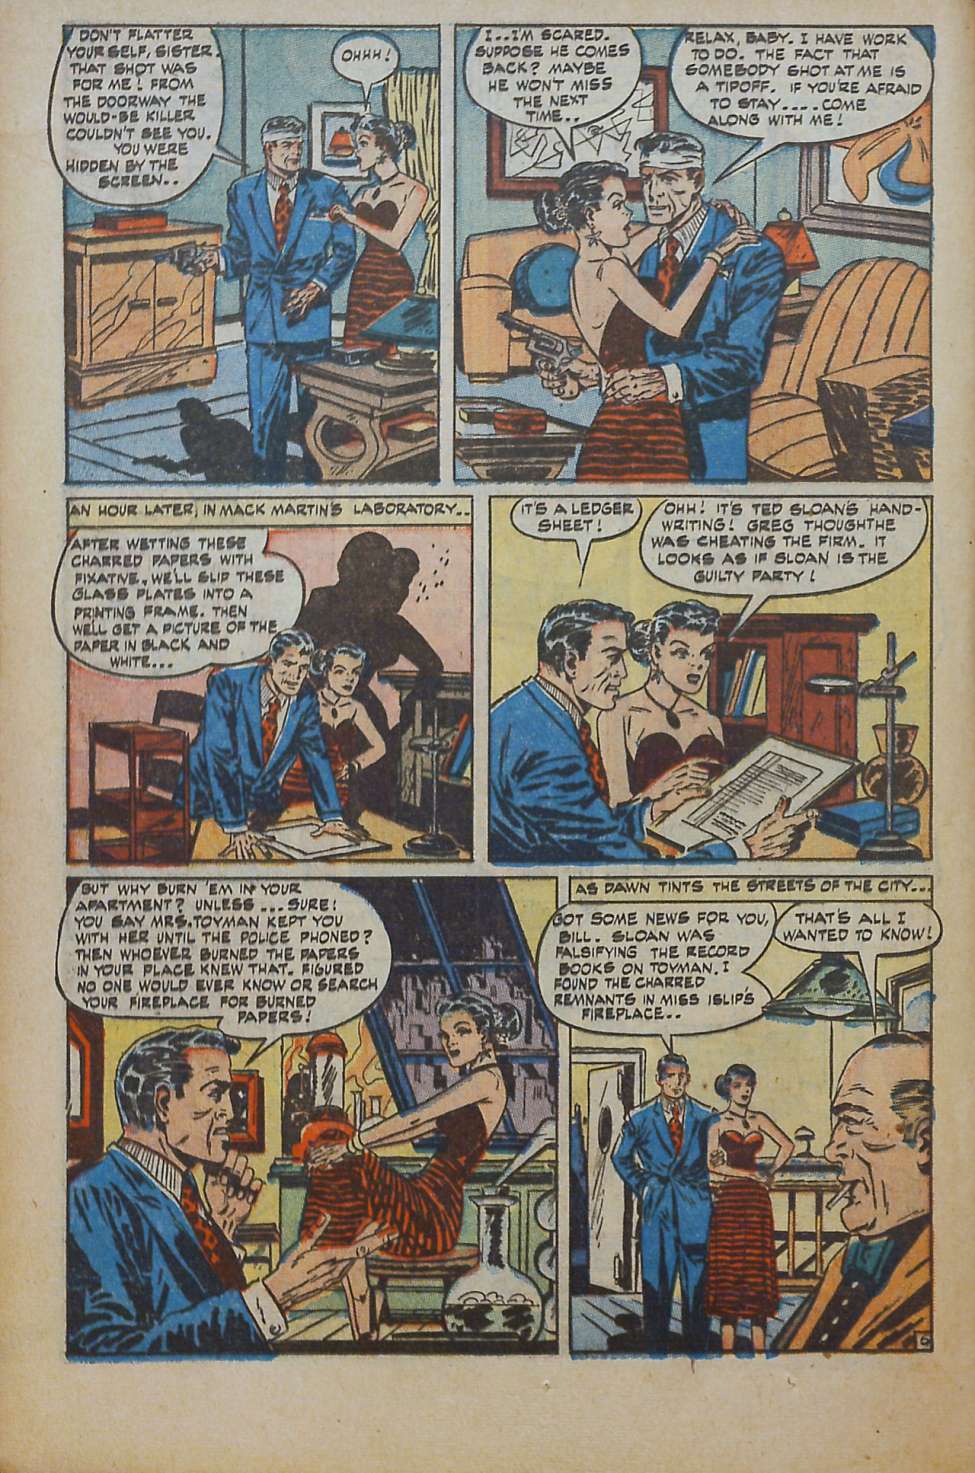 DON'T FLATTER
YOURSELF, SISTER.
THAT SHOT WAS
FOR ME! FROM
THE DOORWAY THE
WOULD-BE KILLER
COULDN'T SEE YOU.
YOU WERE
HIDDEN BY THE
SCREEN..
OHHH!
I...I'M SCARED.
SUPPOSE HE COMES
BACK? MAYBE
HE WON'T MISS
THE NEXT
TIME..
RELAX, BABY. I HAVE WORK
TO DO. THE FACT THAT
SOMEBODY SHOT AT ME IS
A TIPOFF. IF YOU'RE AFRAID
TO STAY.... COME
ALONG WITH ME!
AN HOUR LATER, IN MACK MARTIN'S LABORATORY..
AFTER WETTING THESE
CHARRED PAPERS WITH
FIXATIVE, WE'LL SLIP THESE
GLASS PLATES INTO A
PRINTING FRAME. THEN
WE'LL GET A PICTURE OF THE
PAPER IN BLACK AND
WHITE...
IT'S A LEDGER
SHEET!
OHH! IT'S TED SLOAN'S HAND-
WRITING! GREG THOUGHT HE
WAS CHEATING THE FIRM. IT
LOOKS AS IF SLOAN IS THE
GUILTY PARTY!
BUT WHY BURN 'EM IN YOUR
APARTMENT? UNLESS ... SURE!
YOU SAY MRS. TOYMAN KEPT YOU
WITH HER UNTIL THE POLICE PHONED?
THEN WHOEVER BURNED THE PAPERS
IN YOUR PLACE KNEW THAT. FIGURED
NO ONE WOULD EVER KNOW OR SEARCH
YOUR FIREPLACE FOR BURNED
PAPERS!
AS DAWN TINTS THE STREETS OF THE CITY...
GOT SOME NEWS FOR YOU,
BILL. SLOAN WAS
FALSIFYING THE RECORD
BOOKS ON TOYMAN. I
FOUND THE CHARRED
REMNANTS IN MISS ISLIP'S
FIREPLACE..
THAT'S ALL I
WANTED TO KNOW!